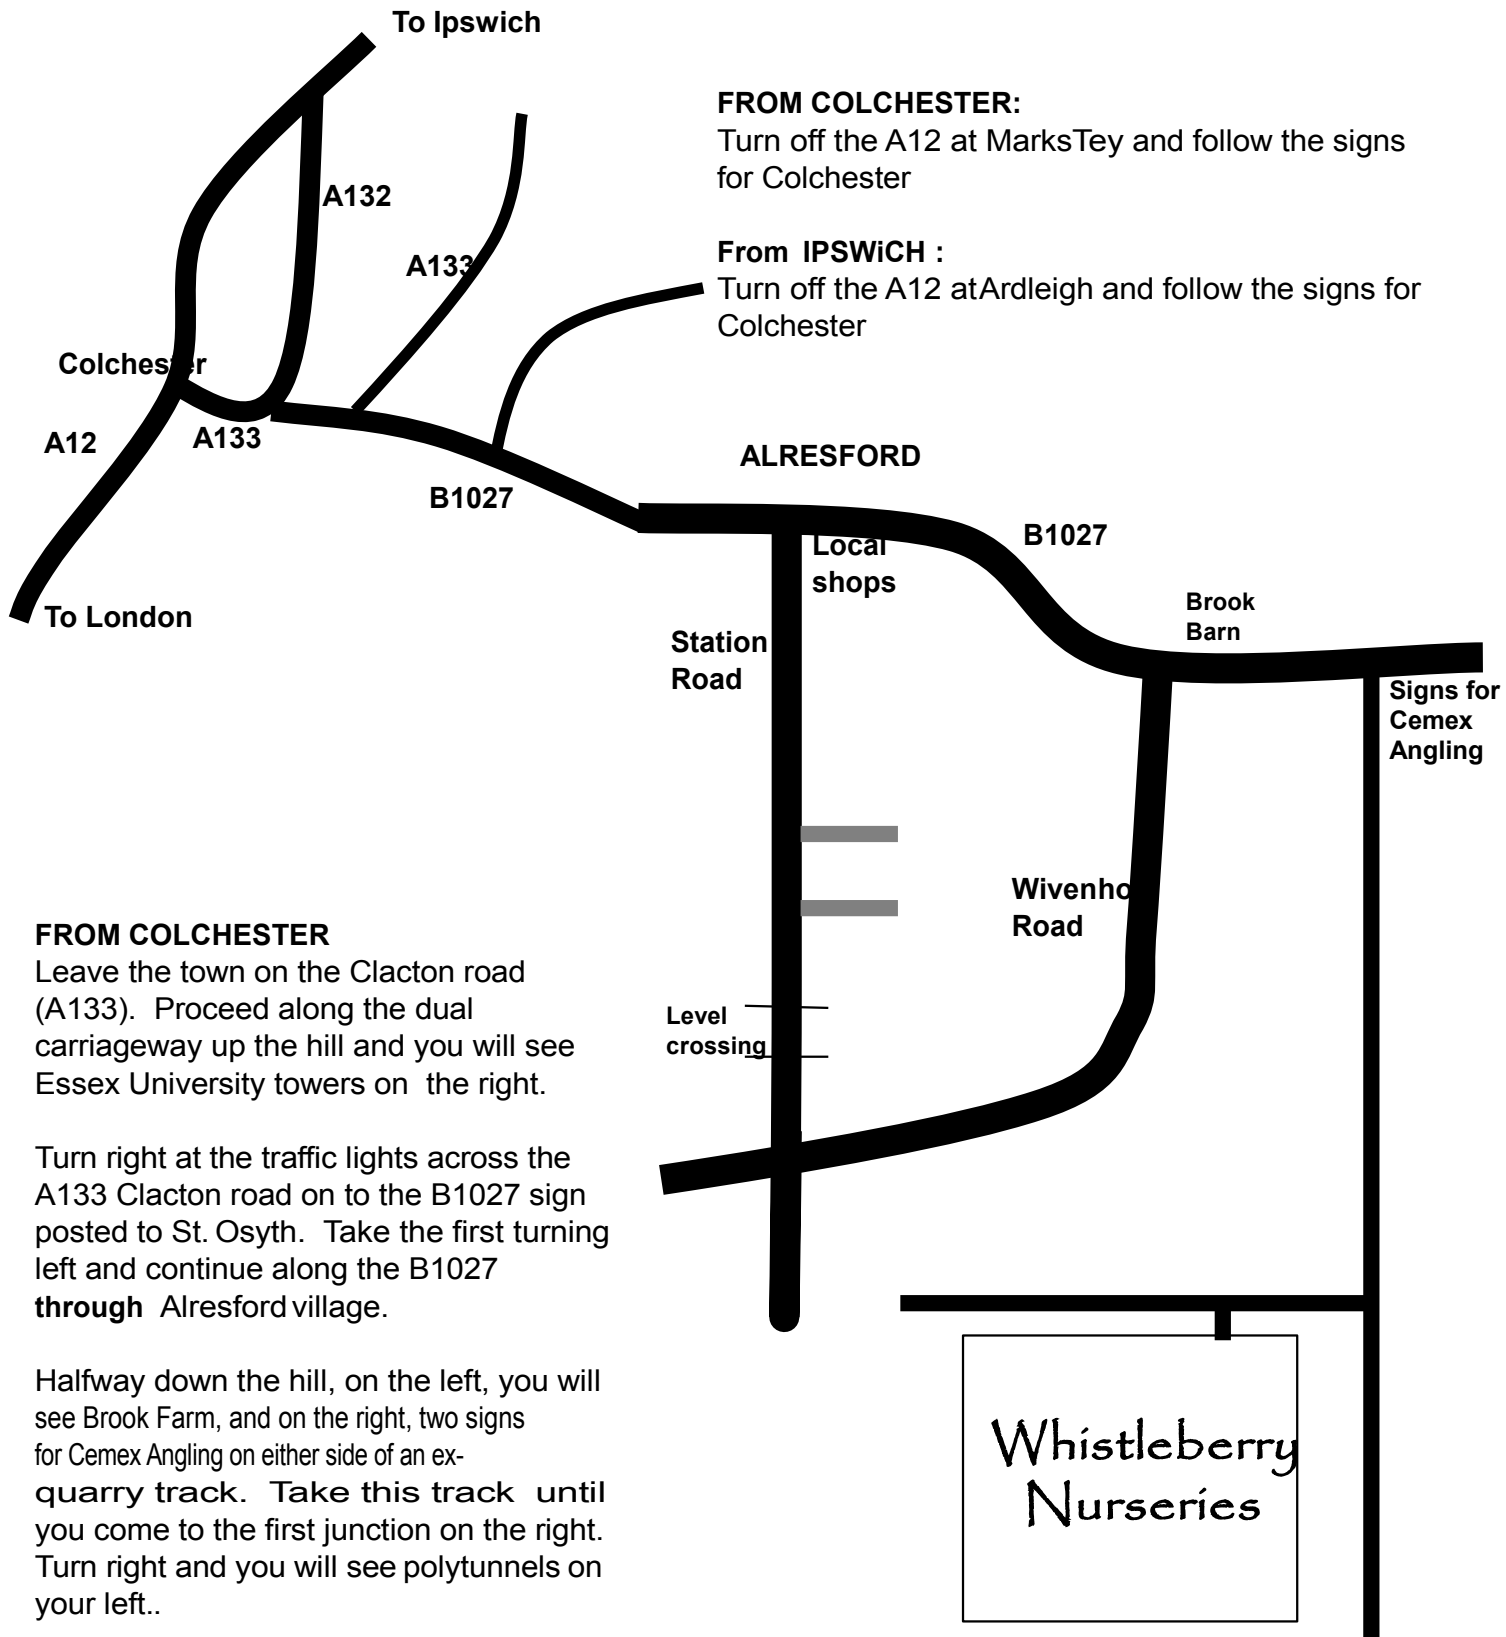 To Ipswich
FROM COLCHESTER:
Turn off the A12 at MarksTey and follow the signs
for Colchester
A132
From IPSWiCH :
A133
Turn off the A12 atArdleigh and follow the signs for
Colchester
Colchester
A12
A133
ALRESFORD
B1027
B1027
Local
shops
Brook
Barn
To London
Station
Road
Signs for
Cemex
Angling
Wivenho
Road
FROM COLCHESTER
Leave the town on the Clacton road
(A133). Proceed along the dual
carriageway up the hill and you will see
Essex University towers on the right.
Level
crossing
Turn right at the traffic lights across the
A133 Clacton road on to the B1027 sign
posted to St. Osyth. Take the first turning
left and continue along the B1027
through Alresford village.
Halfway down the hill, on the left, you will
see Brook Farm, and on the right, two signs
for Cemex Angling on either side of an ex-
quarry track. Take this track until
you come to the first junction on the right.
Turn right and you will see polytunnels on
your left..
Whistleberry
Nurseries